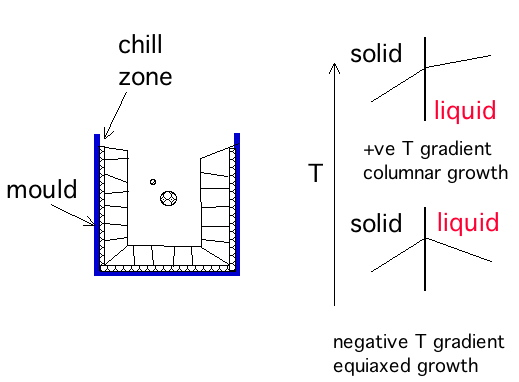 chill
zone
mould
T
solid
liquid
+ve T gradient
columnar growth
solid
liquid
negative T gradient
equiaxed growth